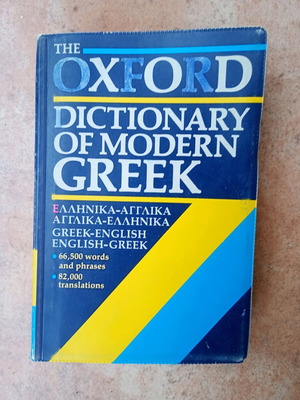 THE
OXFORD
DICTIONARY
OF MODERN
GREEK
ΕΛΛΗΝΙΚΑ-ΑΓΓΛΙΚΑ
ΑΓΓΛΙΚΑ-ΕΛΛΗΝΙΚΑ
GREEK-ENGLISH
ENGLISH-GREEK
• 66,500 words
and phrases
• 82,000
translations